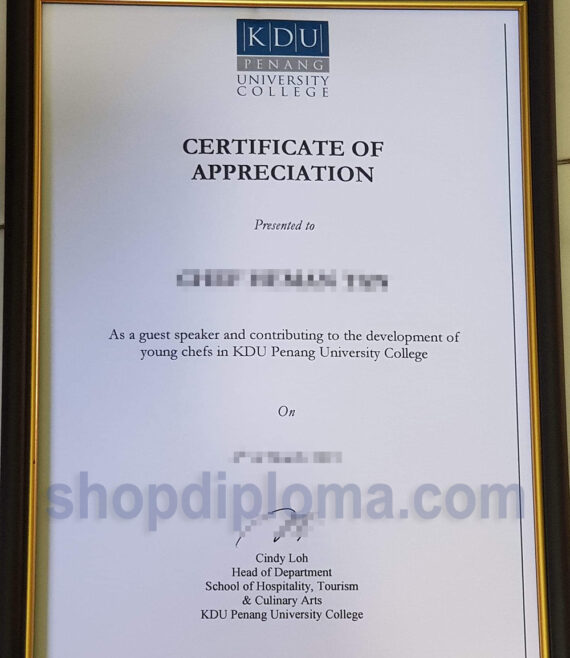 KDU
PENANG
UNIVERSITY
COLLEGE
CERTIFICATE OF
APPRECIATION
Presented to
As a guest speaker and contributing to the development of
young chefs in KDU Penang University College
On
shopdiploma.com
Cindy Loh
Head of Department
School of Hospitality, Tourism
& Culinary Arts
KDU Penang University College